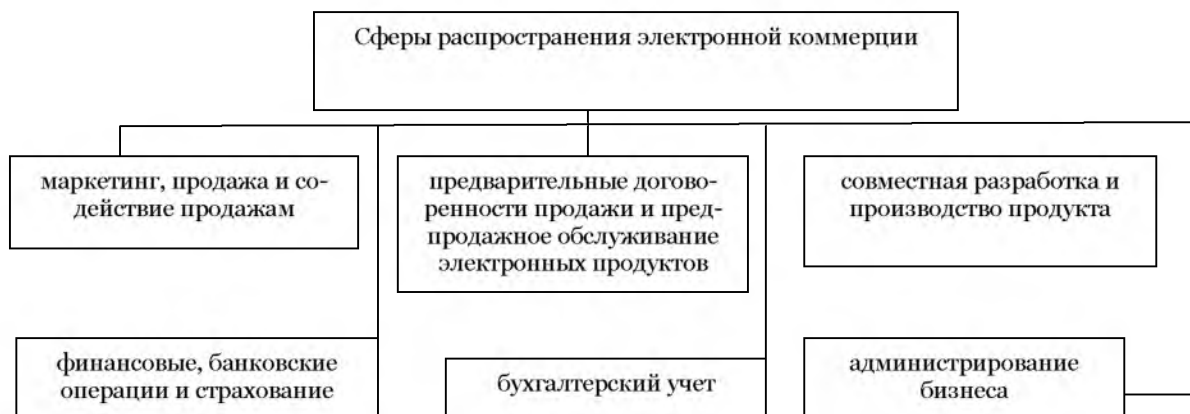 Сферы распространения электронной коммерции
маркетинг, продажа и со-
действие продажам
предварительные догово-
ренности продажи и пред-
продажное обслуживание
электронных продуктов
совместная разработка и
производство продукта
финансовые, банковские
операции и страхование
бухгалтерский учет
администрирование
бизнеса